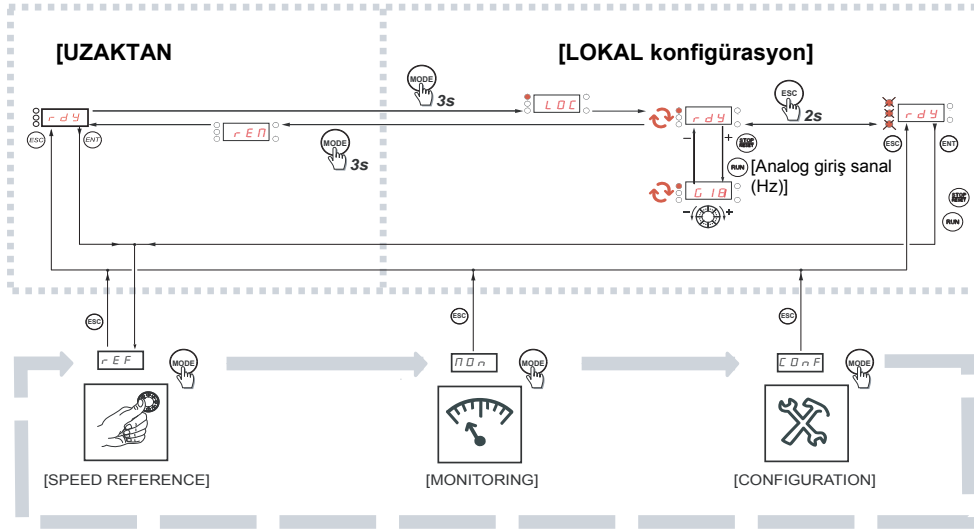 [UZAKTAN
[LOKAL konfigürasyon]
MODE
3s
ESC
2s
rdY
LOC
rdY
rdY
ESC
ENT
rEM
MODE
3s
-
+
STOP
RESET
RUN
[Analog giriş sanal
(Hz)]
ESC
ENT
STOP
RESET
RUN
-
+
ESC
ESC
ESC
rEF
MODE
MOn
MODE
COnF
MODE
[SPEED REFERENCE]
[MONITORING]
[CONFIGURATION]